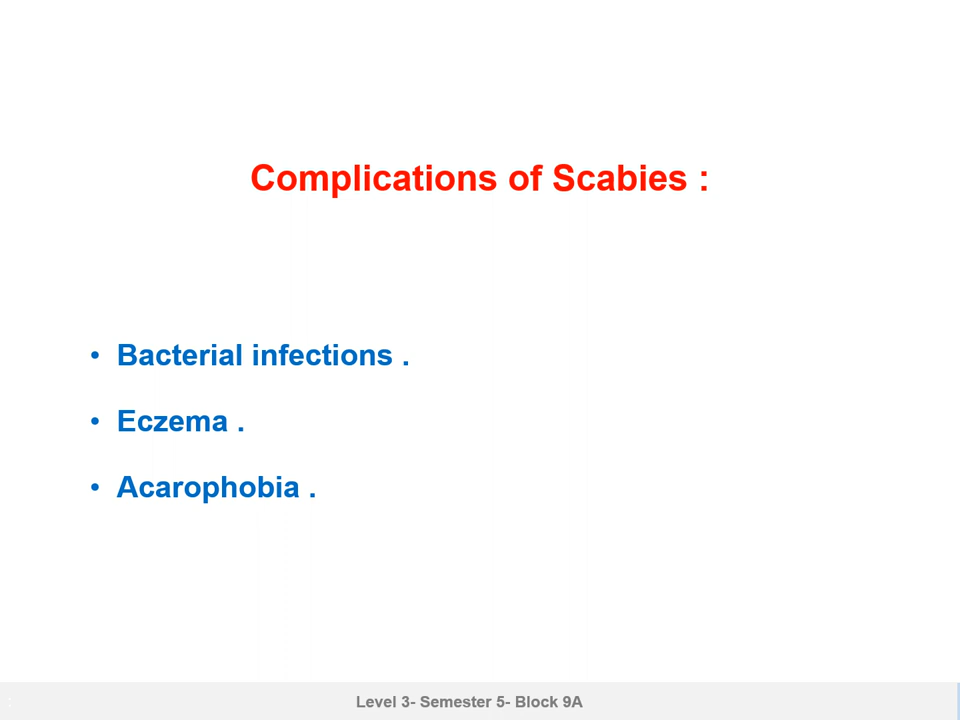 Complications of Scabies :
• Bacterial infections .
• Eczema .
• Acarophobia .
Level 3- Semester 5- Block 9A